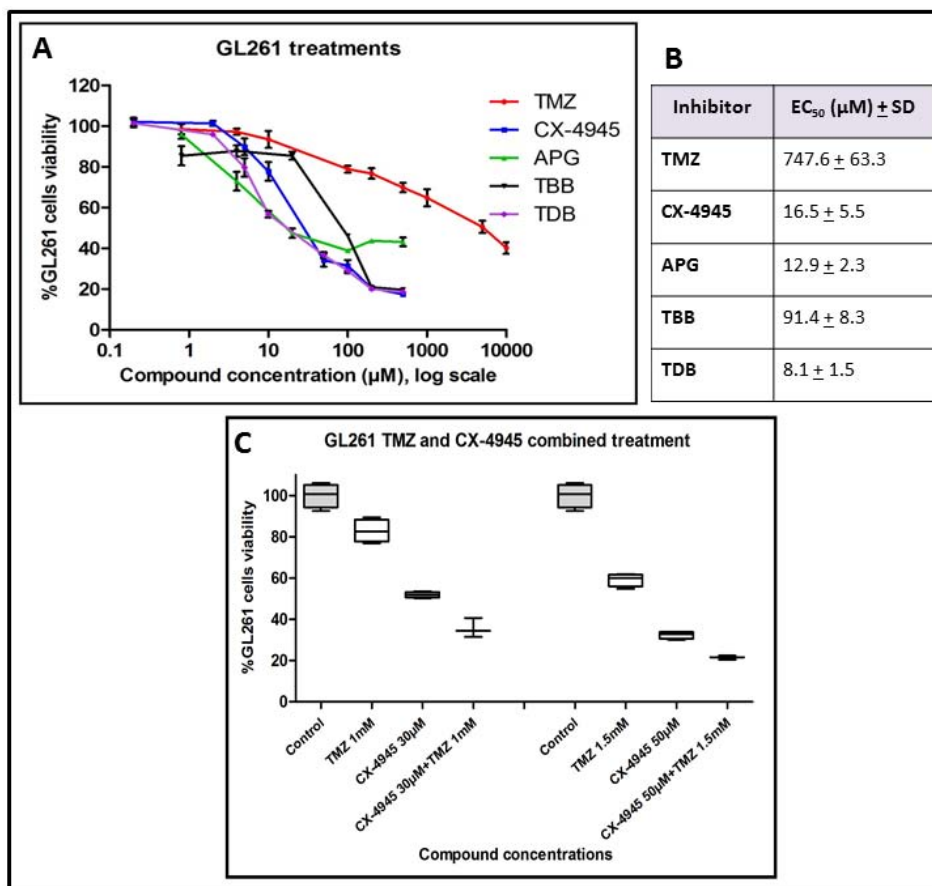 A
GL261 treatments
%GL261 cells viability
120
100
80
60
40
20
0
0.1 1 10 100 1000 10000
Compound concentration (µM), log scale
TMZ
CX-4945
APG
TBB
TDB
B
Inhibitor EC₅₀ (µM) ± SD
TMZ 747.6 ± 63.3
CX-4945 16.5 ± 5.5
APG 12.9 ± 2.3
TBB 91.4 ± 8.3
TDB 8.1 ± 1.5
C
GL261 TMZ and CX-4945 combined treatment
%GL261 cells viability
100
80
60
40
20
0
Control
TMZ 1mM
CX-4945 30µM
CX-4945 30µM+TMZ 1mM
Control
TMZ 1.5mM
CX-4945 50µM
CX-4945 50µM+TMZ 1.5mM
Compound concentrations